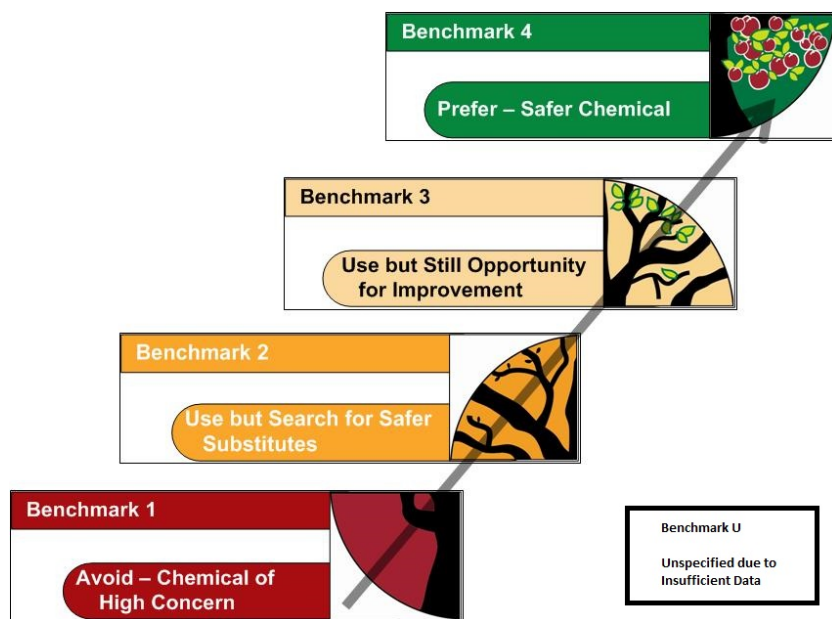 Benchmark 4
Prefer – Safer Chemical
Benchmark 3
Use but Still Opportunity
for Improvement
Benchmark 2
Use but Search for Safer
Substitutes
Benchmark 1
Avoid – Chemical of
High Concern
Benchmark U
Unspecified due to
Insufficient Data